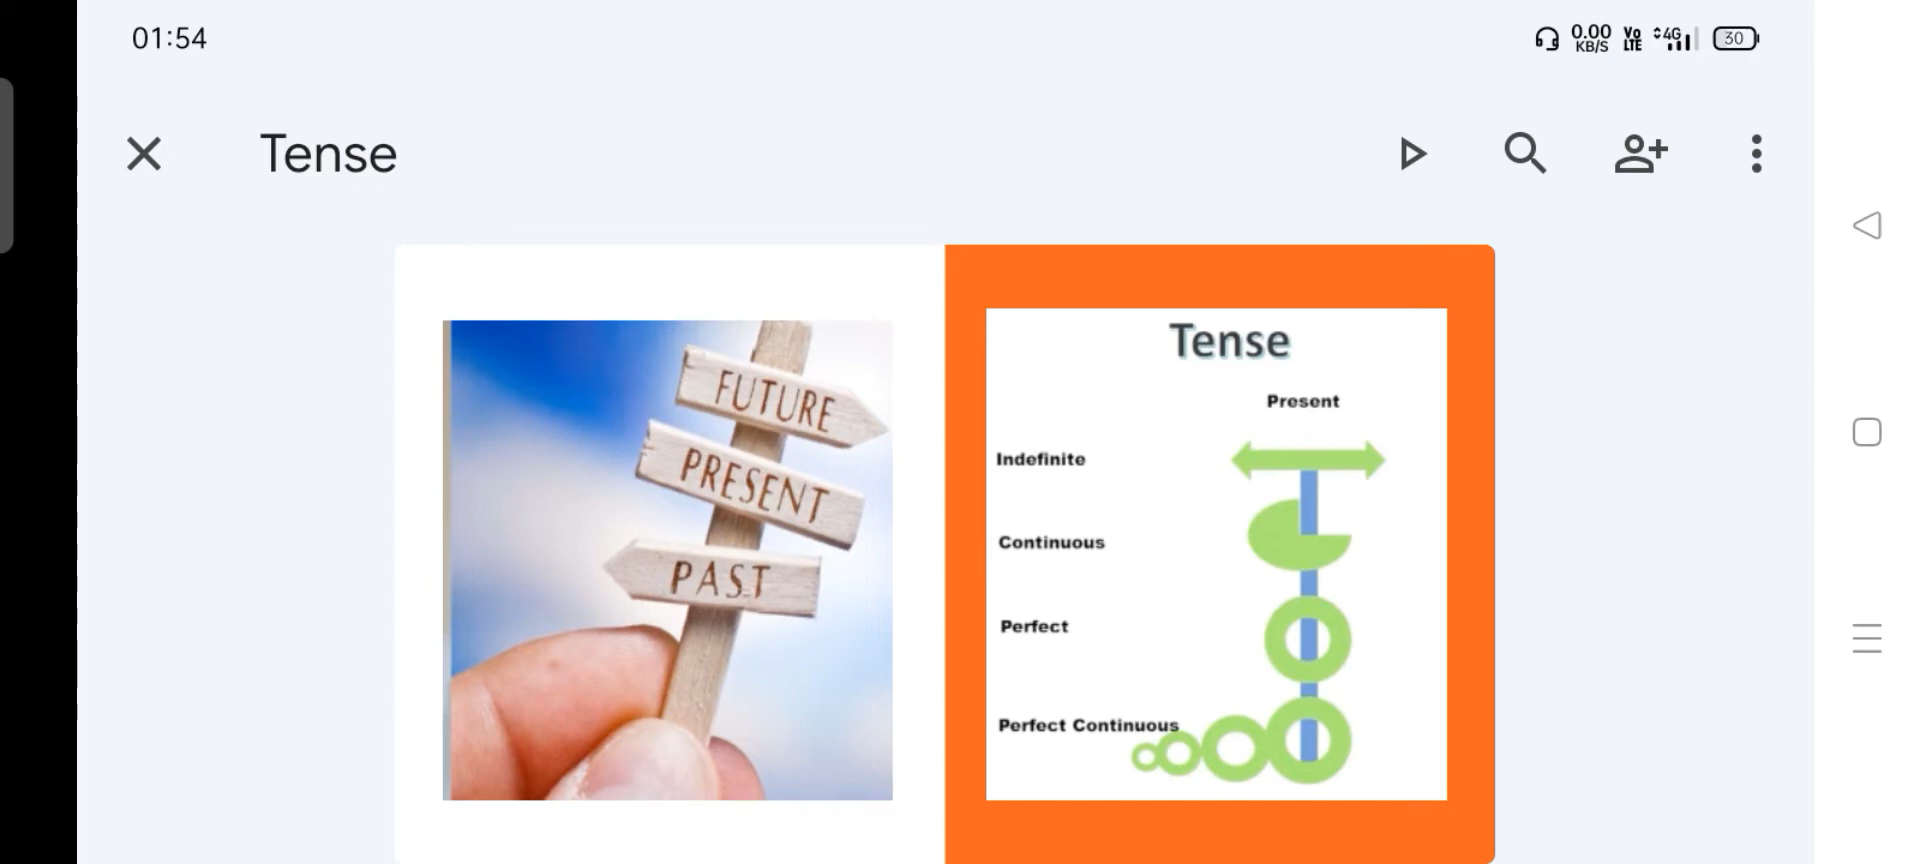 01:54
0.00
KB/S
Vo
LTE
4G
30
Tense
FUTURE
PRESENT
PAST
Tense
Present
Indefinite
Continuous
Perfect
Perfect Continuous